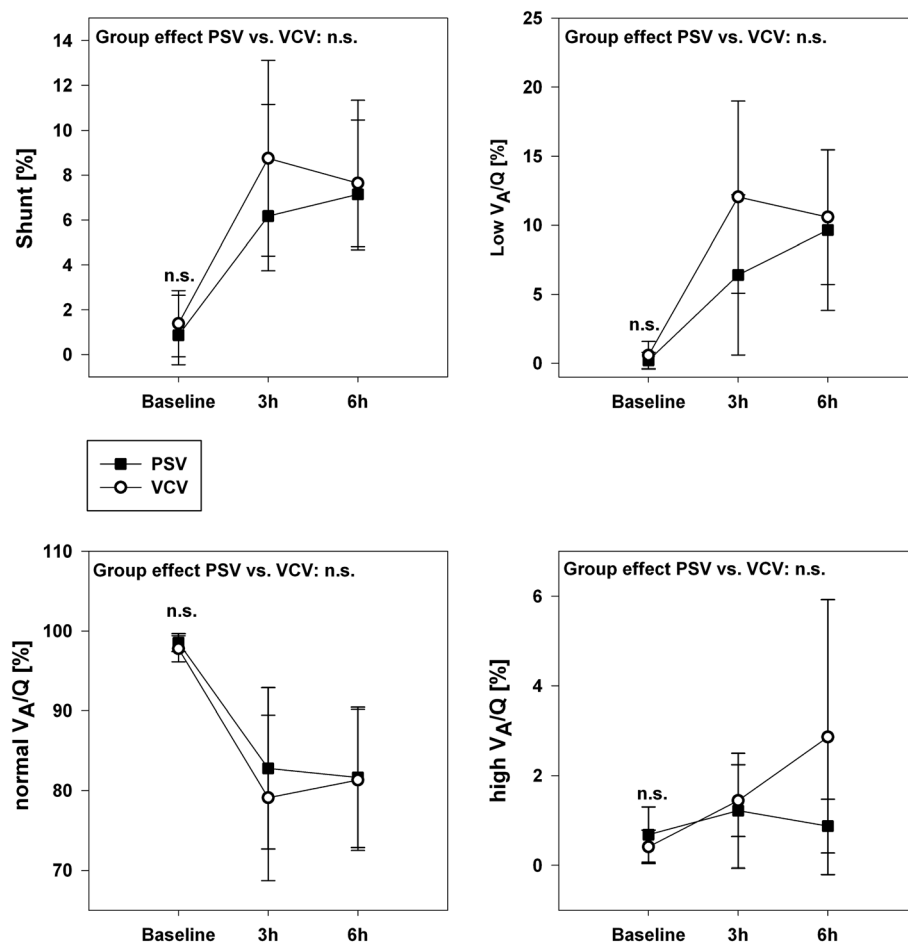 Group effect PSV vs. VCV: n.s.
Shunt [%]
14
12
10
8
6
4
2
0
n.s.
Baseline 3h 6h
Group effect PSV vs. VCV: n.s.
Low VA/Q [%]
25
20
15
10
5
0
n.s.
Baseline 3h 6h
PSV
VCV
Group effect PSV vs. VCV: n.s.
normal VA/Q [%]
110
100
90
80
70
n.s.
Baseline 3h 6h
Group effect PSV vs. VCV: n.s.
high VA/Q [%]
6
4
2
0
n.s.
Baseline 3h 6h